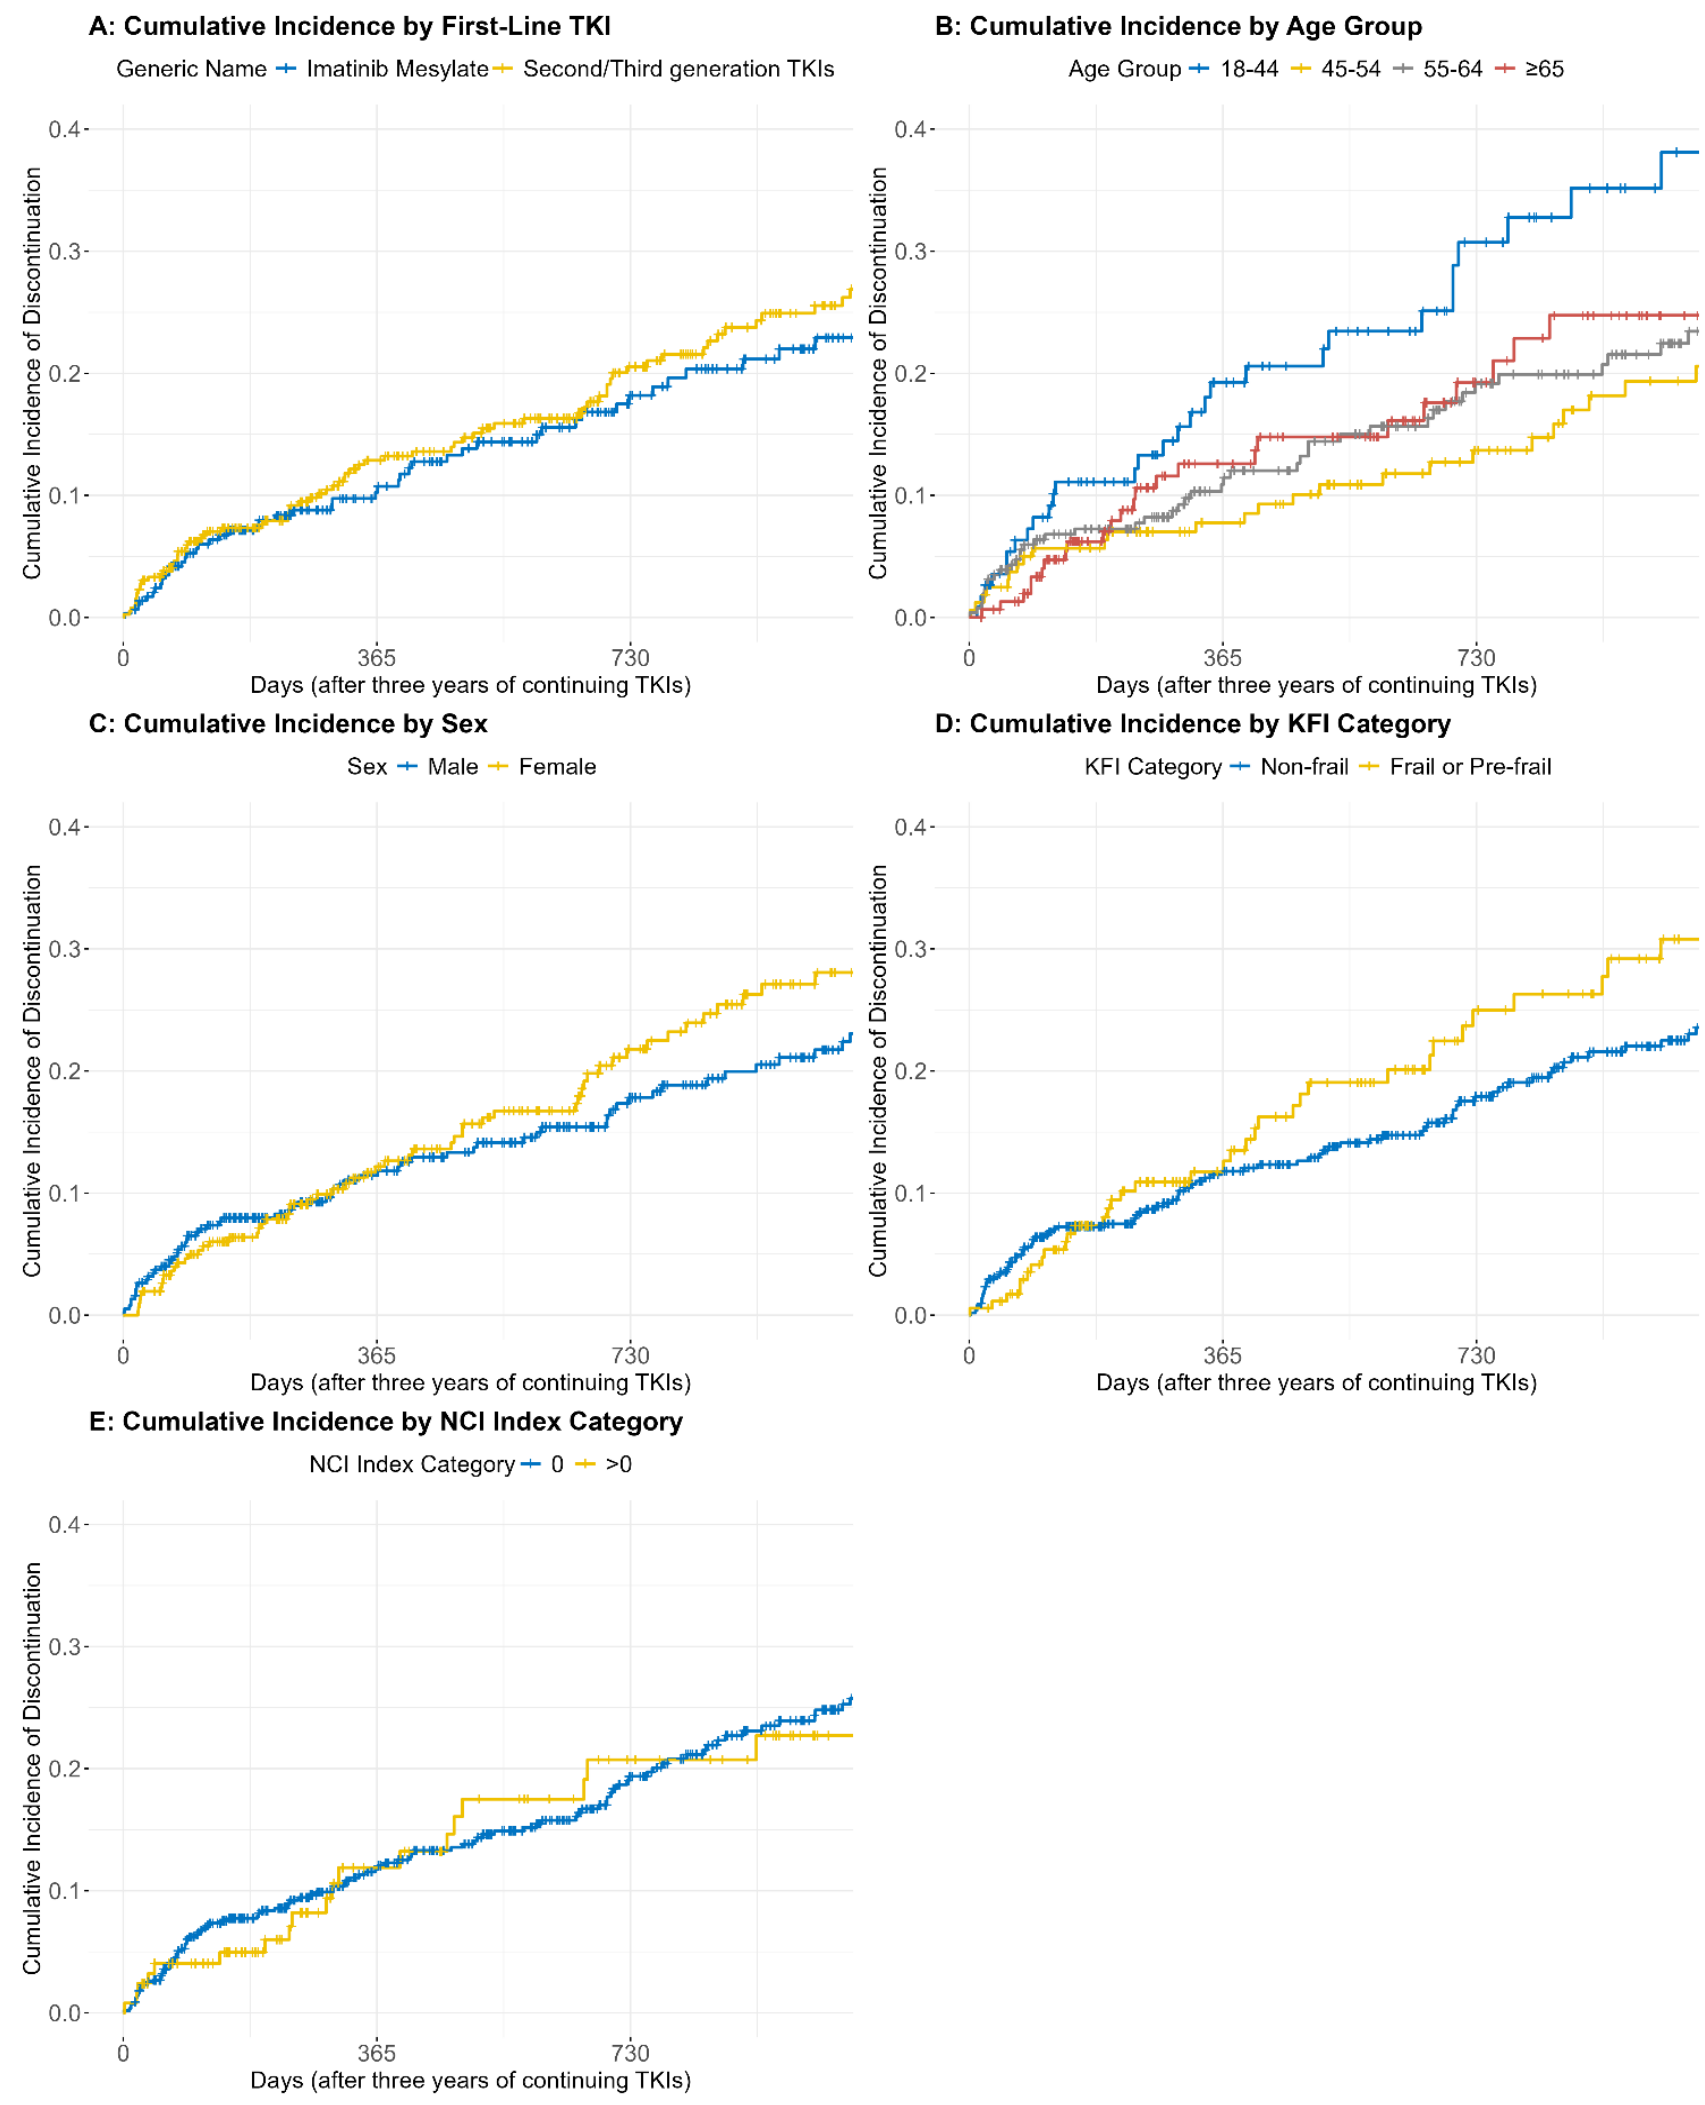 A: Cumulative Incidence by First-Line TKI
Generic Name Imatinib Mesylate Second/Third generation TKIs
Cumulative Incidence of Discontinuation
0.4
0.3
0.2
0.1
0.0
0 365 730
Days (after three years of continuing TKIs)
B: Cumulative Incidence by Age Group
Age Group 18-44 45-54 55-64 ≥65
Cumulative Incidence of Discontinuation
0.4
0.3
0.2
0.1
0.0
0 365 730
Days (after three years of continuing TKIs)
C: Cumulative Incidence by Sex
Sex Male Female
Cumulative Incidence of Discontinuation
0.4
0.3
0.2
0.1
0.0
0 365 730
Days (after three years of continuing TKIs)
D: Cumulative Incidence by KFI Category
KFI Category Non-frail Frail or Pre-frail
Cumulative Incidence of Discontinuation
0.4
0.3
0.2
0.1
0.0
0 365 730
Days (after three years of continuing TKIs)
E: Cumulative Incidence by NCI Index Category
NCI Index Category 0 >0
Cumulative Incidence of Discontinuation
0.4
0.3
0.2
0.1
0.0
0 365 730
Days (after three years of continuing TKIs)